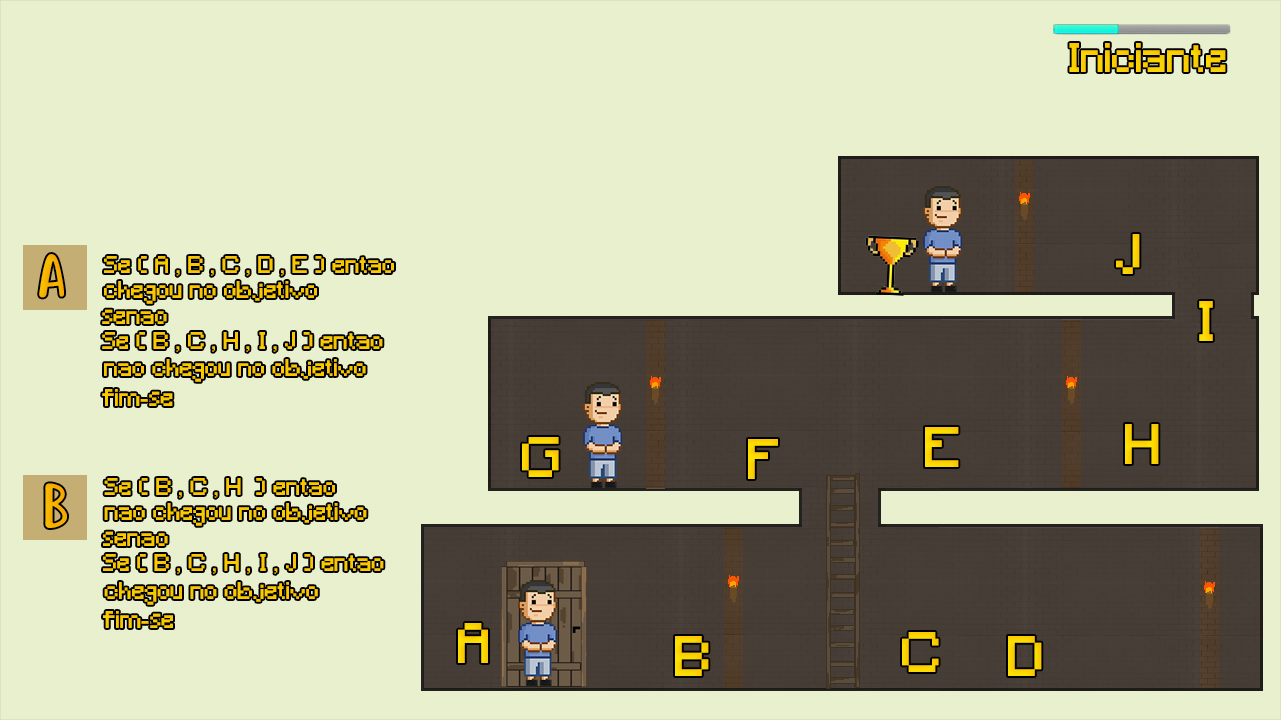 Iniciante
A
Se ( A , B , C , D , E ) entao
chegou no objetivo
senao
Se ( B , C , H , I , J ) entao
nao chegou no objetivo
fim-se
B
Se ( B , C , H ) entao
nao chegou no objetivo
senao
Se ( B , C , H , I , J ) entao
chegou no objetivo
fim-se
J
I
G F E H
A B C D